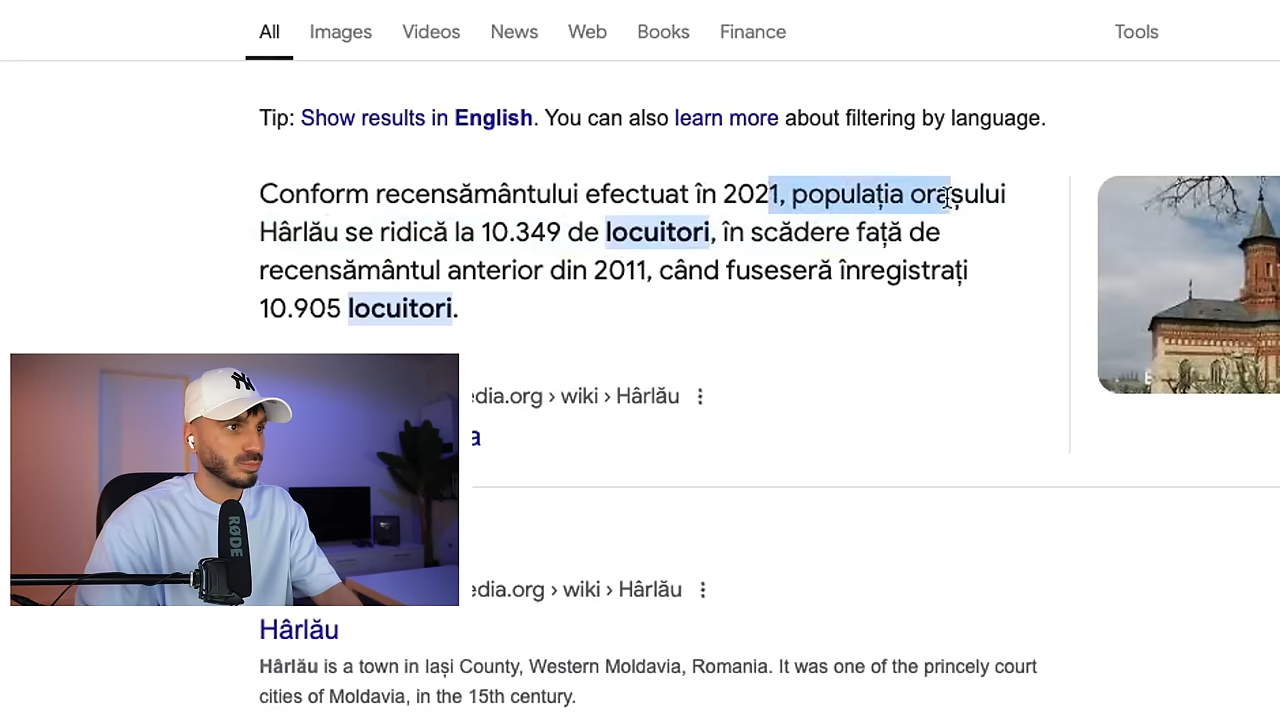 All Images Videos News Web Books Finance Tools
Tip: Show results in English. You can also learn more about filtering by language.
Conform recensământului efectuat în 2021, populația orașului
Hârlău se ridică la 10.349 de locuitori, în scădere față de
recensământul anterior din 2011, când fuseseră înregistrați
10.905 locuitori.
edia.org › wiki › Hârlău
a
NY
RØDE
edia.org › wiki › Hârlău
Hârlău
Hârlău is a town in Iași County, Western Moldavia, Romania. It was one of the princely court
cities of Moldavia, in the 15th century.